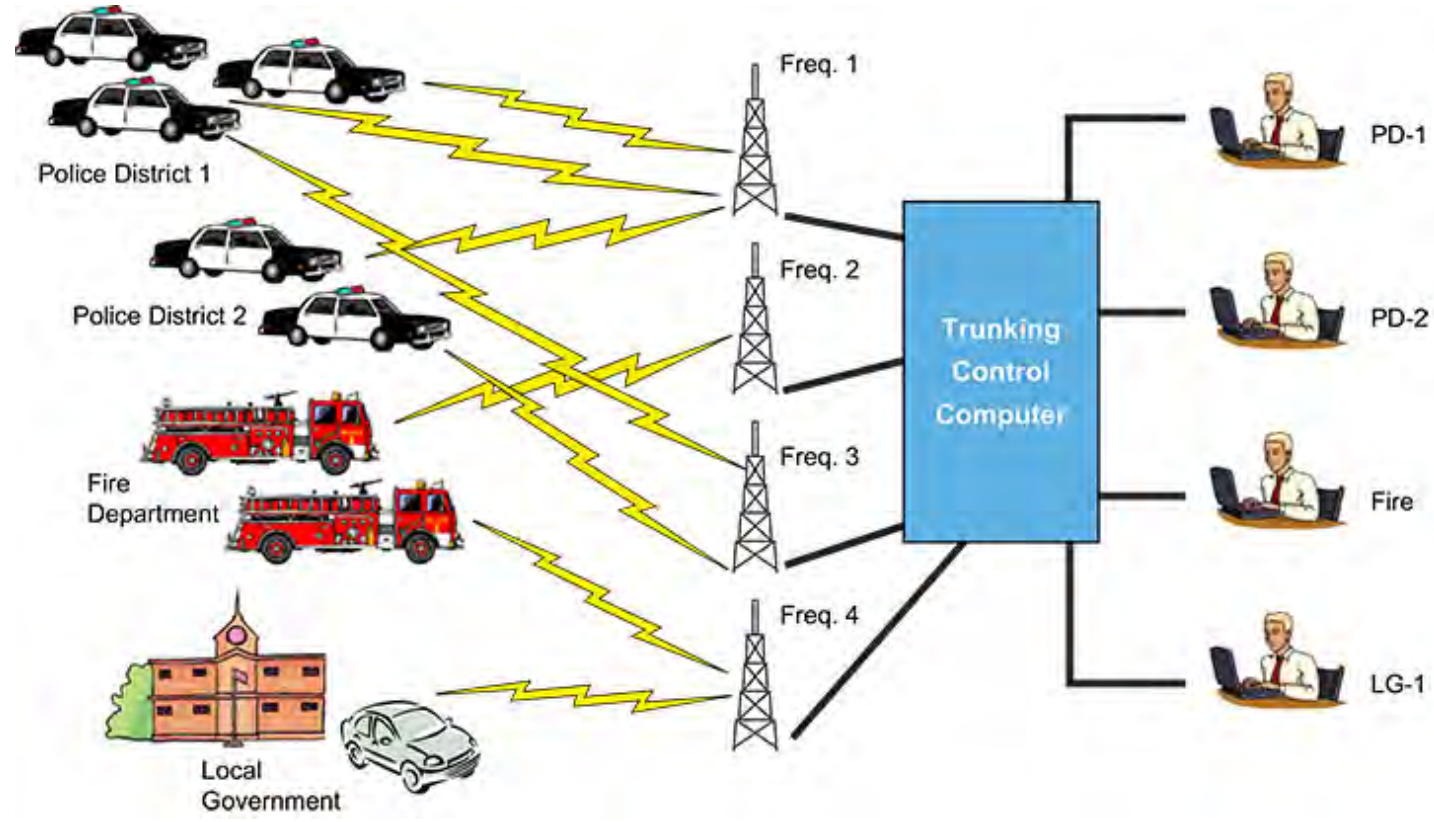 Freq. 1
PD-1
Police District 1
Freq. 2
Police District 2
PD-2
Trunking
Control
Computer
Freq. 3
Fire
Department
Fire
Freq. 4
LG-1
Local
Government